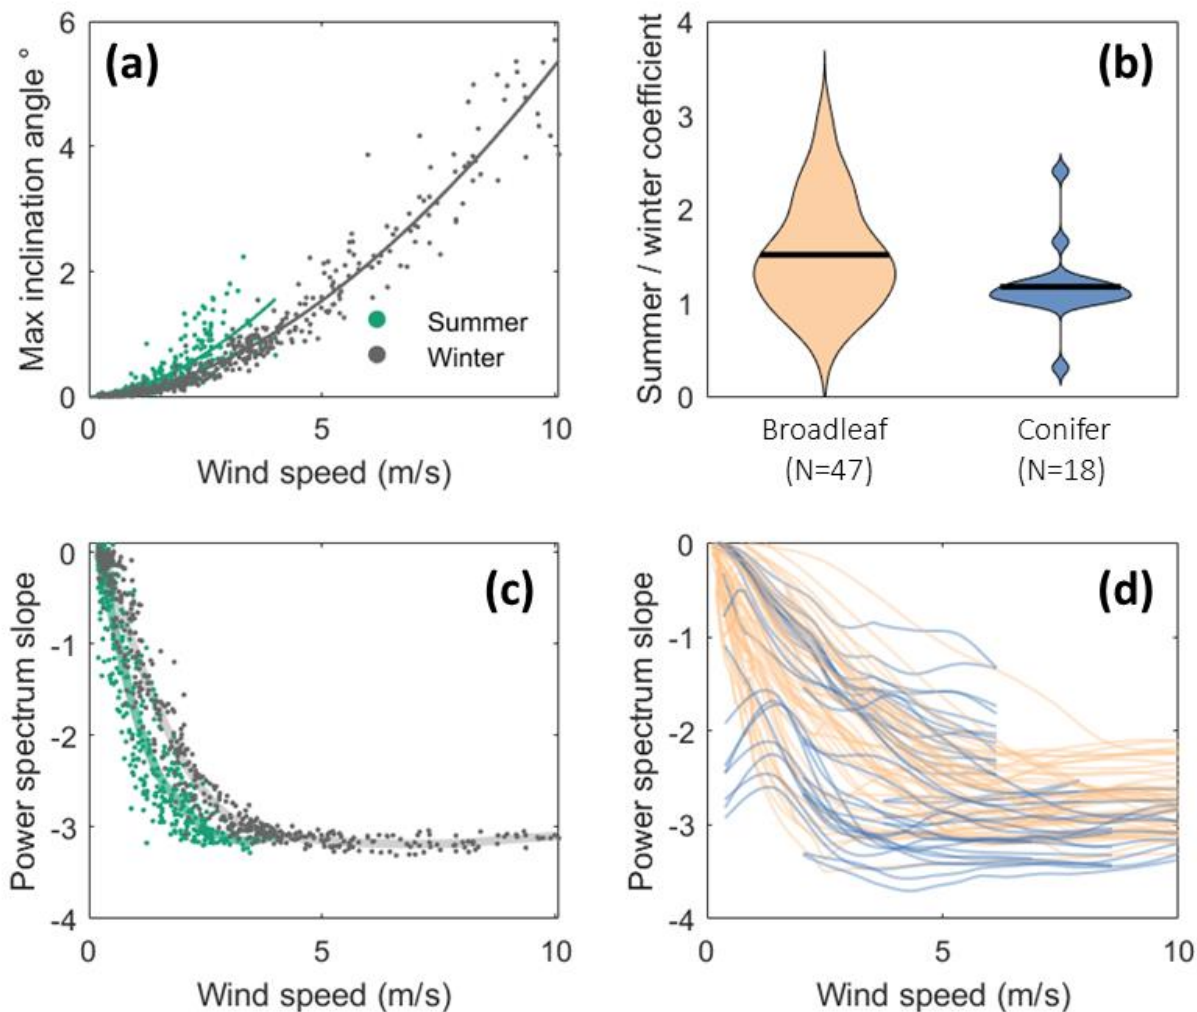 (a)
Max inclination angle °
6
4
2
0
0 5 10
Wind speed (m/s)
Summer
Winter
(b)
Summer / winter coefficient
4
3
2
1
0
Broadleaf
(N=47)
Conifer
(N=18)
(c)
Power spectrum slope
0
-1
-2
-3
-4
0 5 10
Wind speed (m/s)
(d)
Power spectrum slope
0
-1
-2
-3
-4
0 5 10
Wind speed (m/s)